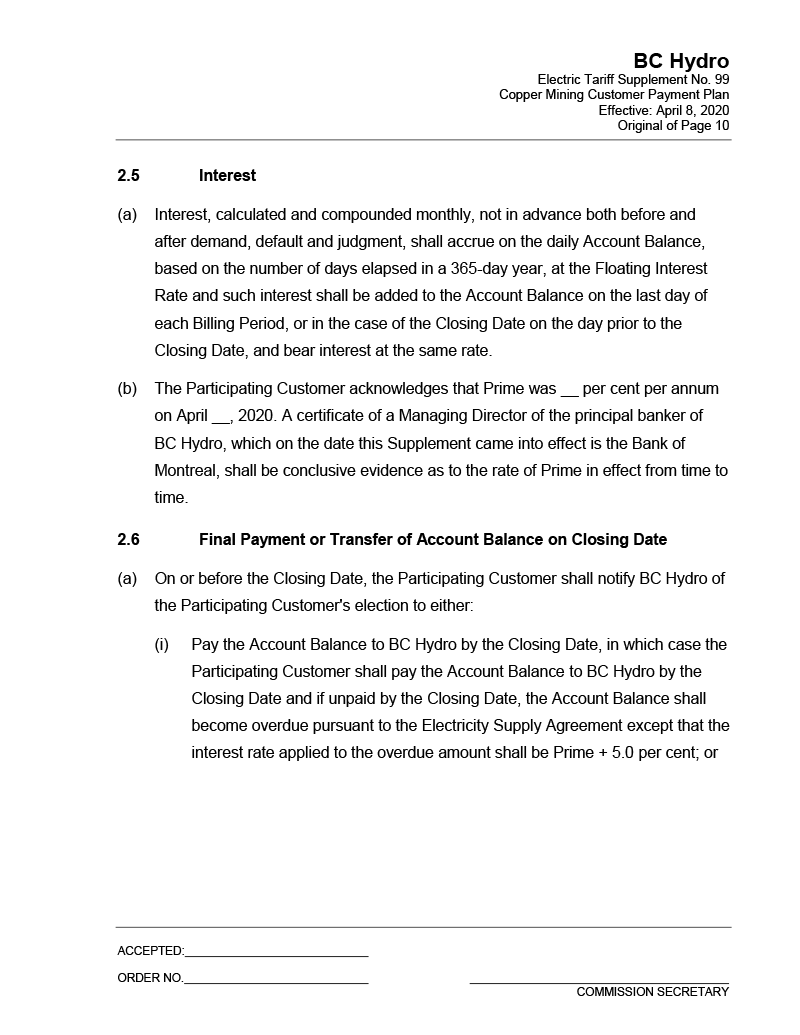 BC Hydro
Electric Tariff Supplement No. 99
Copper Mining Customer Payment Plan
Effective: April 8, 2020
Original of Page 10
2.5 Interest
(a) Interest, calculated and compounded monthly, not in advance both before and
after demand, default and judgment, shall accrue on the daily Account Balance,
based on the number of days elapsed in a 365-day year, at the Floating Interest
Rate and such interest shall be added to the Account Balance on the last day of
each Billing Period, or in the case of the Closing Date on the day prior to the
Closing Date, and bear interest at the same rate.
(b) The Participating Customer acknowledges that Prime was __ per cent per annum
on April __, 2020. A certificate of a Managing Director of the principal banker of
BC Hydro, which on the date this Supplement came into effect is the Bank of
Montreal, shall be conclusive evidence as to the rate of Prime in effect from time to
time.
2.6 Final Payment or Transfer of Account Balance on Closing Date
(a) On or before the Closing Date, the Participating Customer shall notify BC Hydro of
the Participating Customer's election to either:
(i) Pay the Account Balance to BC Hydro by the Closing Date, in which case the
Participating Customer shall pay the Account Balance to BC Hydro by the
Closing Date and if unpaid by the Closing Date, the Account Balance shall
become overdue pursuant to the Electricity Supply Agreement except that the
interest rate applied to the overdue amount shall be Prime + 5.0 per cent; or
ACCEPTED:___________________________
ORDER NO.___________________________
COMMISSION SECRETARY